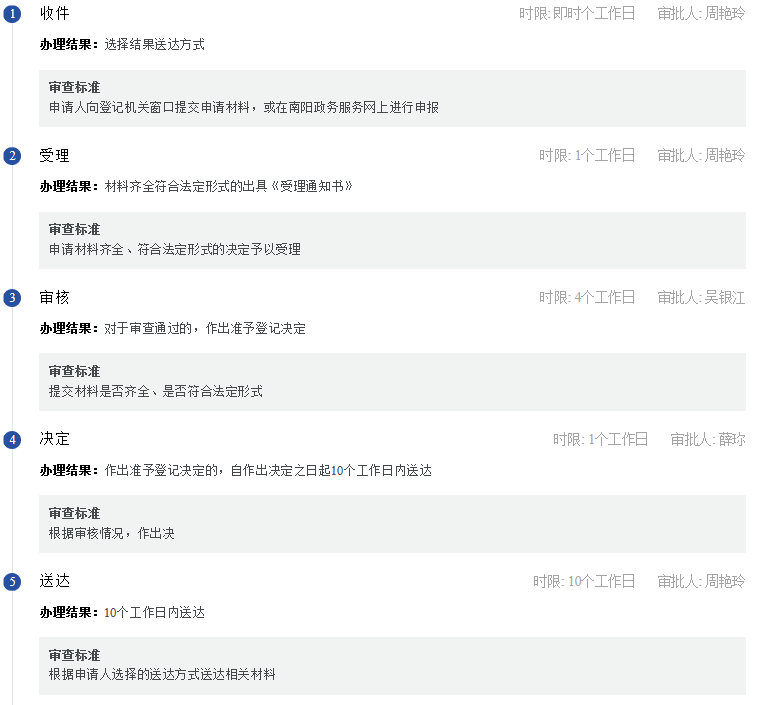 1 收件 时限: 即时个工作日 审批人: 周艳玲
办理结果：选择结果送达方式
审查标准
申请人向登记机关窗口提交申请材料，或在南阳政务服务网上进行申报
2 受理 时限: 1个工作日 审批人: 周艳玲
办理结果：材料齐全符合法定形式的出具《受理通知书》
审查标准
申请材料齐全、符合法定形式的决定予以受理
3 审核 时限: 4个工作日 审批人: 吴银江
办理结果：对于审查通过的，作出准予登记决定
审查标准
提交材料是否齐全、是否符合法定形式
4 决定 时限: 1个工作日 审批人: 薛珎
办理结果：作出准予登记决定的，自作出决定之日起10个工作日内送达
审查标准
根据审核情况，作出决
5 送达 时限: 10个工作日 审批人: 周艳玲
办理结果：10个工作日内送达
审查标准
根据申请人选择的送达方式送达相关材料